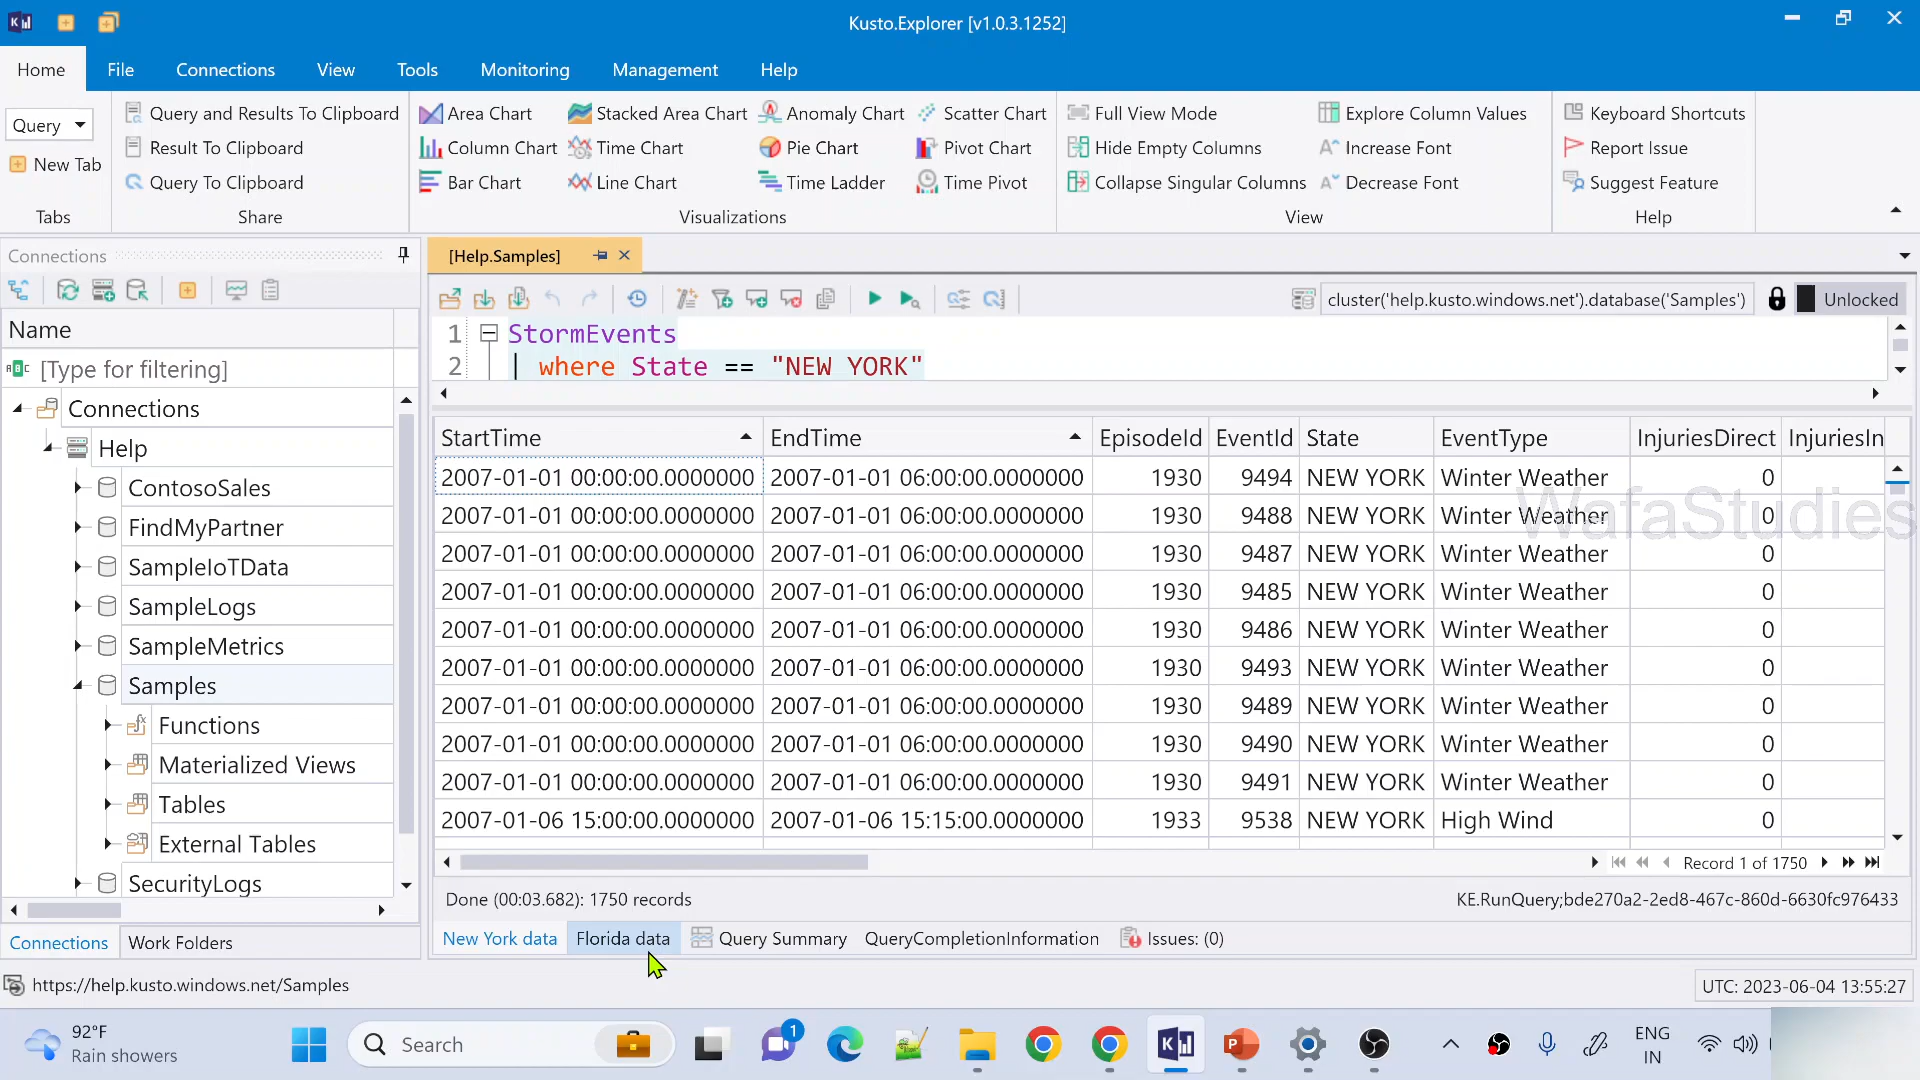 Kusto.Explorer [v1.0.3.1252]
Home File Connections View Tools Monitoring Management Help
Query
New Tab
Tabs
Query and Results To Clipboard
Result To Clipboard
Query To Clipboard
Share
Area Chart Stacked Area Chart Anomaly Chart Scatter Chart
Column Chart Time Chart Pie Chart Pivot Chart
Bar Chart Line Chart Time Ladder Time Pivot
Visualizations
Full View Mode Explore Column Values
Hide Empty Columns Increase Font
Collapse Singular Columns Decrease Font
View
Keyboard Shortcuts
Report Issue
Suggest Feature
Help
Connections
Name
[Type for filtering]
Connections
Help
ContosoSales
FindMyPartner
SampleIoTData
SampleLogs
SampleMetrics
Samples
Functions
Materialized Views
Tables
External Tables
SecurityLogs
Connections Work Folders
[Help.Samples]
cluster('help.kusto.windows.net').database('Samples') Unlocked
1 StormEvents
2 | where State == "NEW YORK"
StartTime EndTime EpisodeId EventId State EventType InjuriesDirect InjuriesIn
2007-01-01 00:00:00.0000000 2007-01-01 06:00:00.0000000 1930 9494 NEW YORK Winter Weather 0
2007-01-01 00:00:00.0000000 2007-01-01 06:00:00.0000000 1930 9488 NEW YORK Winter Weather 0
2007-01-01 00:00:00.0000000 2007-01-01 06:00:00.0000000 1930 9487 NEW YORK Winter Weather 0
2007-01-01 00:00:00.0000000 2007-01-01 06:00:00.0000000 1930 9485 NEW YORK Winter Weather 0
2007-01-01 00:00:00.0000000 2007-01-01 06:00:00.0000000 1930 9486 NEW YORK Winter Weather 0
2007-01-01 00:00:00.0000000 2007-01-01 06:00:00.0000000 1930 9493 NEW YORK Winter Weather 0
2007-01-01 00:00:00.0000000 2007-01-01 06:00:00.0000000 1930 9489 NEW YORK Winter Weather 0
2007-01-01 00:00:00.0000000 2007-01-01 06:00:00.0000000 1930 9490 NEW YORK Winter Weather 0
2007-01-01 00:00:00.0000000 2007-01-01 06:00:00.0000000 1930 9491 NEW YORK Winter Weather 0
2007-01-06 15:00:00.0000000 2007-01-06 15:15:00.0000000 1933 9538 NEW YORK High Wind 0
WafaStudies
Record 1 of 1750
Done (00:03.682): 1750 records KE.RunQuery;bde270a2-2ed8-467c-860d-6630fc976433
New York data Florida data Query Summary QueryCompletionInformation Issues: (0)
https://help.kusto.windows.net/Samples UTC: 2023-06-04 13:55:27
92°F
Rain showers
Search
1
ENG
IN